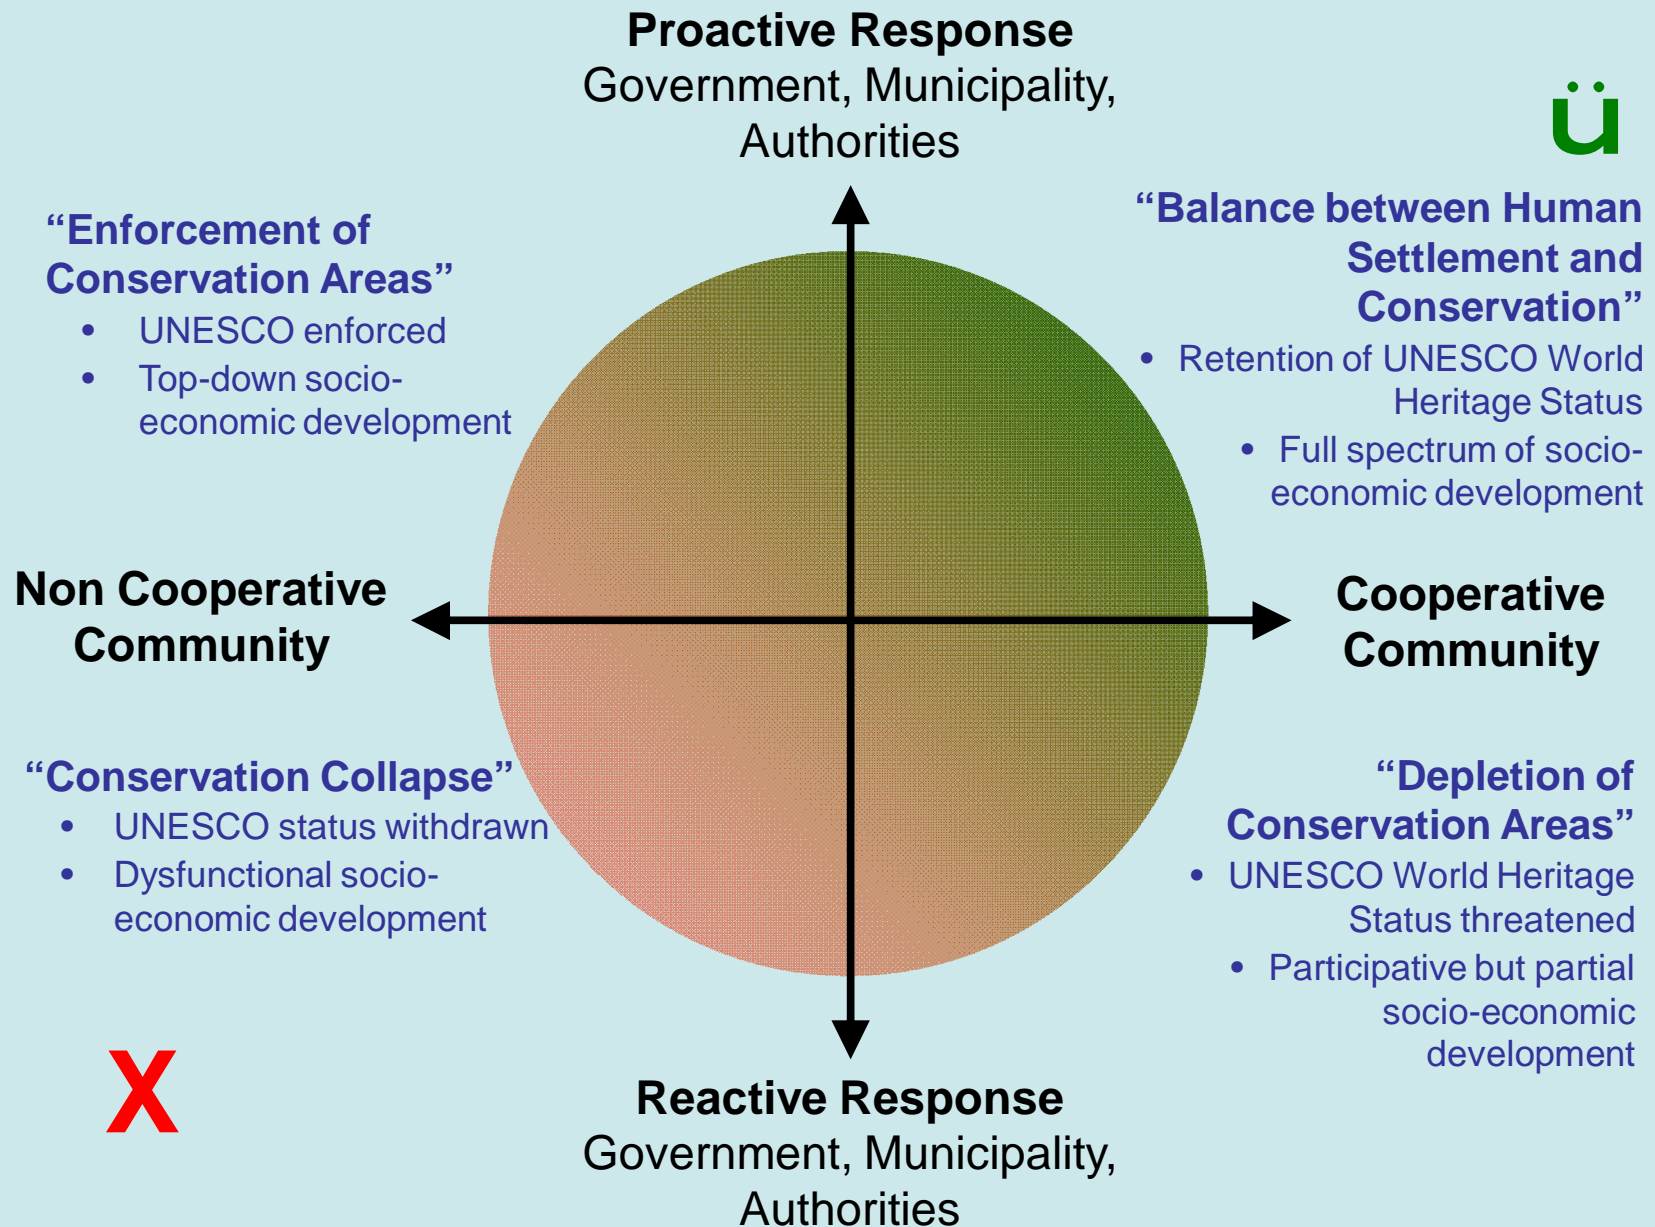 Proactive Response
Government, Municipality,
Authorities
ü
“Enforcement of
Conservation Areas”
• UNESCO enforced
• Top-down socio-
economic development
“Balance between Human
Settlement and
Conservation”
• Retention of UNESCO World
Heritage Status
• Full spectrum of socio-
economic development
Non Cooperative
Community
Cooperative
Community
“Conservation Collapse”
• UNESCO status withdrawn
• Dysfunctional socio-
economic development
“Depletion of
Conservation Areas”
• UNESCO World Heritage
Status threatened
• Participative but partial
socio-economic
development
X
Reactive Response
Government, Municipality,
Authorities